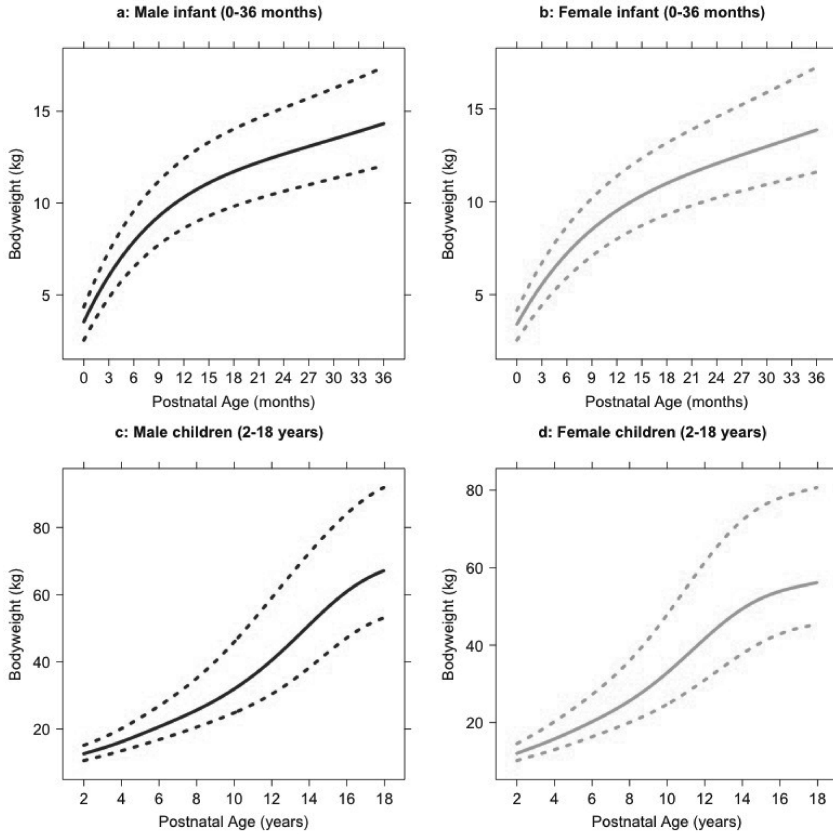 a: Male infant (0-36 months)
15
10
5
Bodyweight (kg)
0 3 6 9 12 15 18 21 24 27 30 33 36
Postnatal Age (months)
b: Female infant (0-36 months)
15
10
5
Bodyweight (kg)
0 3 6 9 12 15 18 21 24 27 30 33 36
Postnatal Age (months)
c: Male children (2-18 years)
80
60
40
20
Bodyweight (kg)
2 4 6 8 10 12 14 16 18
Postnatal Age (years)
d: Female children (2-18 years)
80
60
40
20
Bodyweight (kg)
2 4 6 8 10 12 14 16 18
Postnatal Age (years)